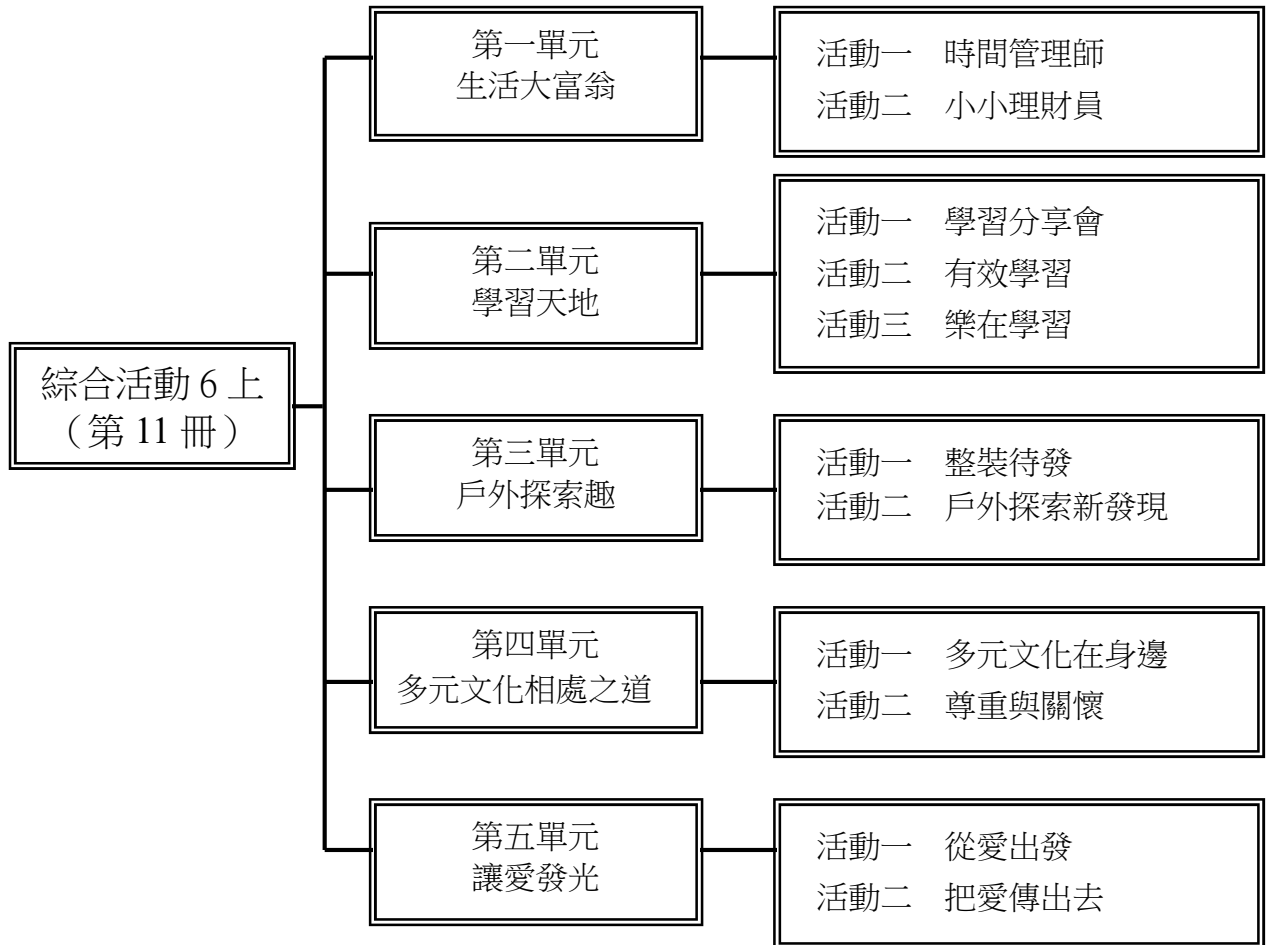 綜合活動 6 上
（第 11 冊）
第一單元
生活大富翁
活動一　時間管理師
活動二　小小理財員
第二單元
學習天地
活動一　學習分享會
活動二　有效學習
活動三　樂在學習
第三單元
戶外探索趣
活動一　整裝待發
活動二　戶外探索新發現
第四單元
多元文化相處之道
活動一　多元文化在身邊
活動二　尊重與關懷
第五單元
讓愛發光
活動一　從愛出發
活動二　把愛傳出去